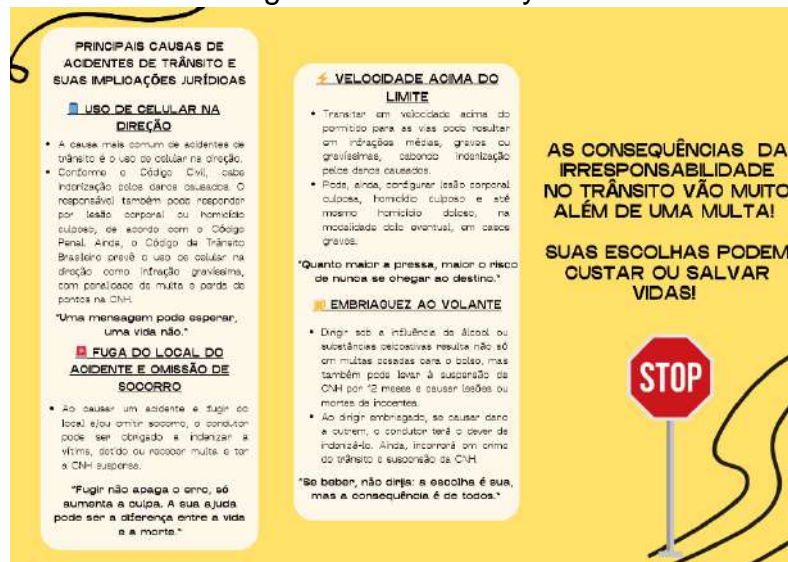 PRINCIPAIS CAUSAS DE
ACIDENTES DE TRÂNSITO E
SUAS IMPLICAÇÕES JURÍDICAS
USO DE CELULAR NA
DIREÇÃO
• A causa mais comum de acidentes de
trânsito é o uso de celular na direção.
• Conforme o Código Civil, cabe
indenização pelos danos causados. O
responsável também pode responder
por lesão corporal ou homicídio
culposo, de acordo com o Código
Penal. Ainda, o Código de Trânsito
Brasileiro prevê o uso de celular na
direção como infração gravíssima,
com penalidade de multa e perda de
pontos na CNH.
"Uma mensagem pode esperar,
uma vida não."
FUGA DO LOCAL DO
ACIDENTE E OMISSÃO DE
SOCORRO
• Ao causar um acidente e fugir do
local e/ou omitir socorro, o condutor
pode ser obrigado a indenizar a
vítima, detido ou receber multa e ter
a CNH suspensa.
"Fugir não apaga o erro, só
aumenta a culpa. A sua ajuda
pode ser a diferença entre a vida
e a morte."
VELOCIDADE ACIMA DO
LIMITE
• Transitar em velocidade acima do
permitido para as vias pode resultar
em infrações médias, graves ou
gravíssimas, cabendo indenização
pelos danos causados.
• Pode, ainda, configurar lesão corporal
culposa, homicídio culposo e até
mesmo homicídio doloso, na
modalidade dolo eventual, em casos
graves.
"Quanto maior a pressa, maior o risco
de nunca se chegar ao destino."
EMBRIAGUEZ AO VOLANTE
• Dirigir sob a influência de álcool ou
substâncias psicoativas resulta não só
em multas pesadas para o bolso, mas
também pode levar à suspensão da
CNH por 12 meses e causar lesões ou
mortes de inocentes.
• Ao dirigir embriagado, se causar dano
a outrem, o condutor terá o dever de
indenizá-lo. Ainda, incorrerá em crime
de trânsito e suspensão da CNH.
"Se beber, não dirija: a escolha é sua,
mas a consequência é de todos."
AS CONSEQUÊNCIAS DA
IRRESPONSABILIDADE
NO TRÂNSITO VÃO MUITO
ALÉM DE UMA MULTA!
SUAS ESCOLHAS PODEM
CUSTAR OU SALVAR
VIDAS!
STOP